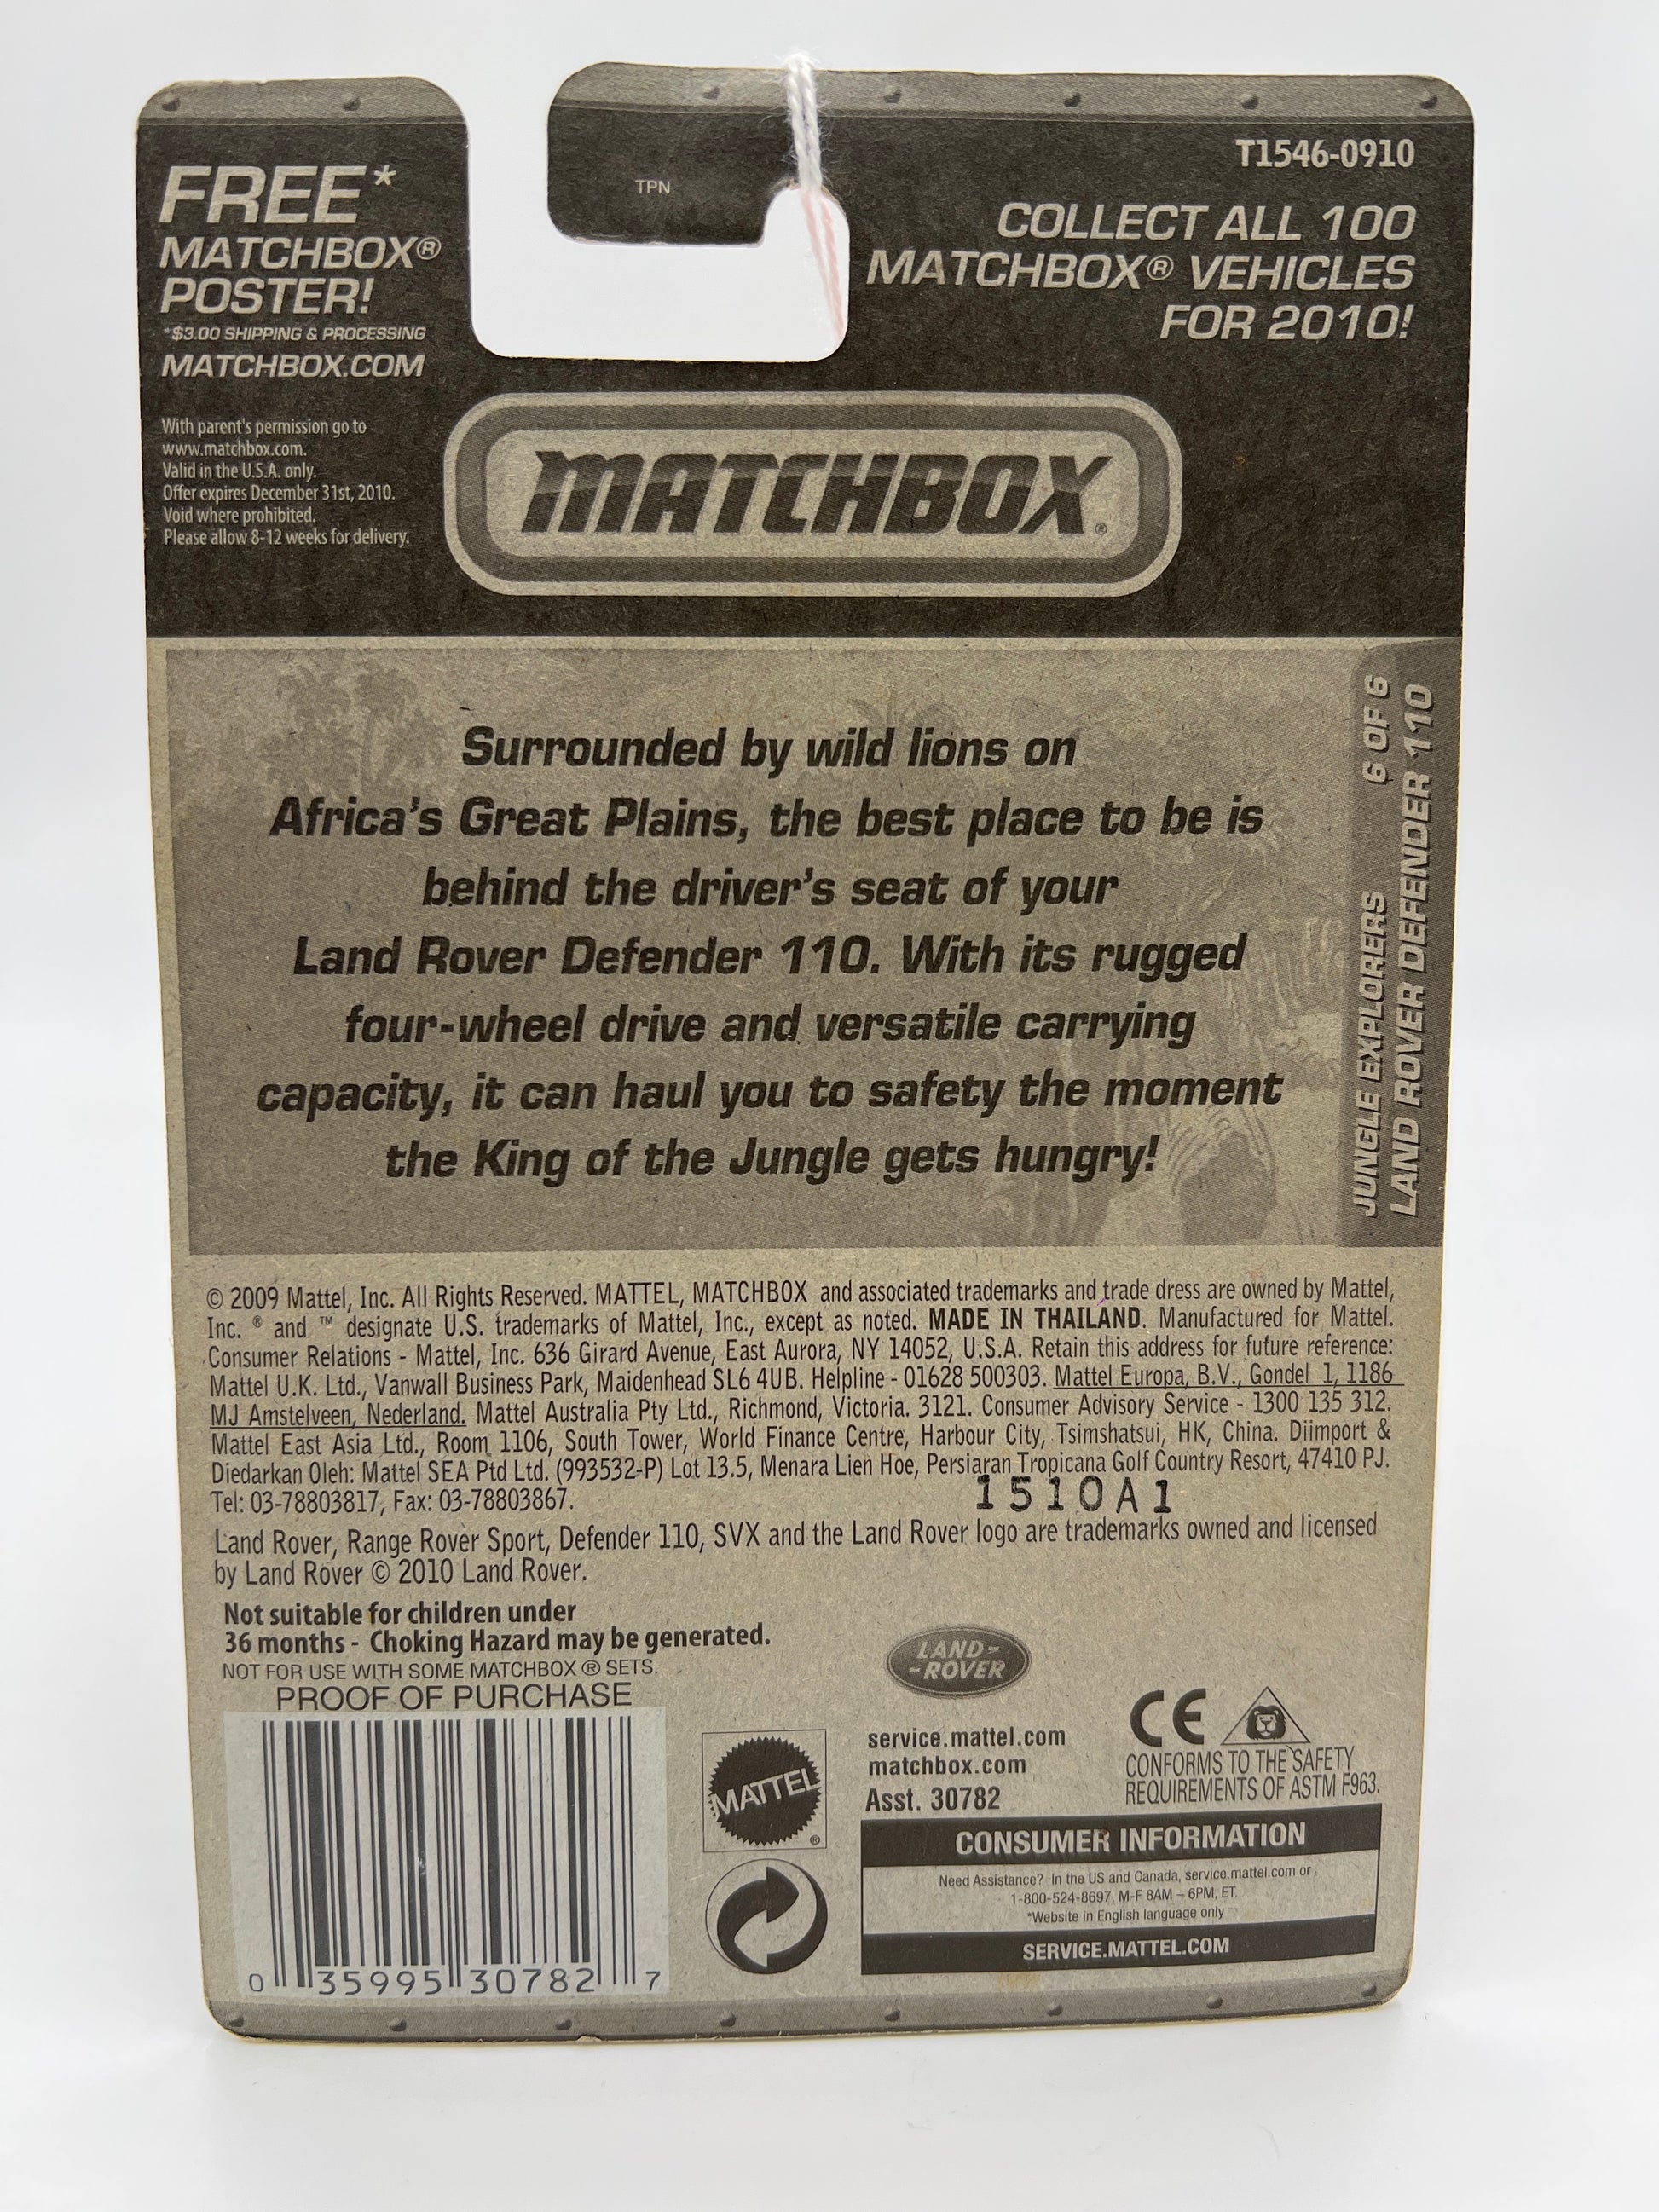 FREE*
MATCHBOX®
POSTER!
*$3.00 SHIPPING & PROCESSING
MATCHBOX.COM
With parent's permission go to
www.matchbox.com.
Valid in the U.S.A. only.
Offer expires December 31st, 2010.
Void where prohibited.
Please allow 8-12 weeks for delivery.
TPN
T1546-0910
COLLECT ALL 100
MATCHBOX® VEHICLES
FOR 2010!
MATCHBOX®
Surrounded by wild lions on
Africa's Great Plains, the best place to be is
behind the driver's seat of your
Land Rover Defender 110. With its rugged
four-wheel drive and versatile carrying
capacity, it can haul you to safety the moment
the King of the Jungle gets hungry!
JUNGLE EXPLORERS 6 OF 6
LAND ROVER DEFENDER 110
© 2009 Mattel, Inc. All Rights Reserved. MATTEL, MATCHBOX and associated trademarks and trade dress are owned by Mattel,
Inc. ® and ™ designate U.S. trademarks of Mattel, Inc., except as noted. MADE IN THAILAND. Manufactured for Mattel.
Consumer Relations - Mattel, Inc. 636 Girard Avenue, East Aurora, NY 14052, U.S.A. Retain this address for future reference:
Mattel U.K. Ltd., Vanwall Business Park, Maidenhead SL6 4UB. Helpline - 01628 500303. Mattel Europa, B.V., Gondel 1, 1186
MJ Amstelveen, Nederland. Mattel Australia Pty Ltd., Richmond, Victoria. 3121. Consumer Advisory Service - 1300 135 312.
Mattel East Asia Ltd., Room 1106, South Tower, World Finance Centre, Harbour City, Tsimshatsui, HK, China. Diimport &
Diedarkan Oleh: Mattel SEA Ptd Ltd. (993532-P) Lot 13.5, Menara Lien Hoe, Persiaran Tropicana Golf Country Resort, 47410 PJ.
Tel: 03-78803817, Fax: 03-78803867.
1510A1
Land Rover, Range Rover Sport, Defender 110, SVX and the Land Rover logo are trademarks owned and licensed
by Land Rover © 2010 Land Rover.
Not suitable for children under
36 months - Choking Hazard may be generated.
NOT FOR USE WITH SOME MATCHBOX ® SETS.
PROOF OF PURCHASE
0 35995 30782 7
MATTEL®
LAND-
-ROVER
service.mattel.com
matchbox.com
Asst. 30782
CE
CONFORMS TO THE SAFETY
REQUIREMENTS OF ASTM F963.
CONSUMER INFORMATION
Need Assistance? In the US and Canada, service.mattel.com or
1-800-524-8697, M-F 8AM – 6PM, ET.
*Website in English language only
SERVICE.MATTEL.COM